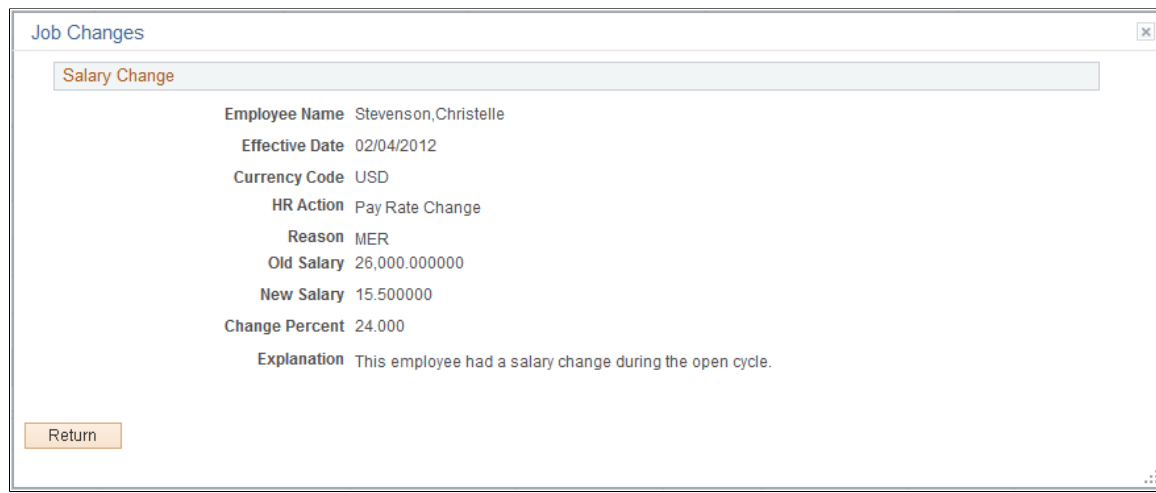 Job Changes
Salary Change
Employee Name Stevenson,Christelle
Effective Date 02/04/2012
Currency Code USD
HR Action Pay Rate Change
Reason MER
Old Salary 26,000.000000
New Salary 15.500000
Change Percent 24.000
Explanation This employee had a salary change during the open cycle.
Return